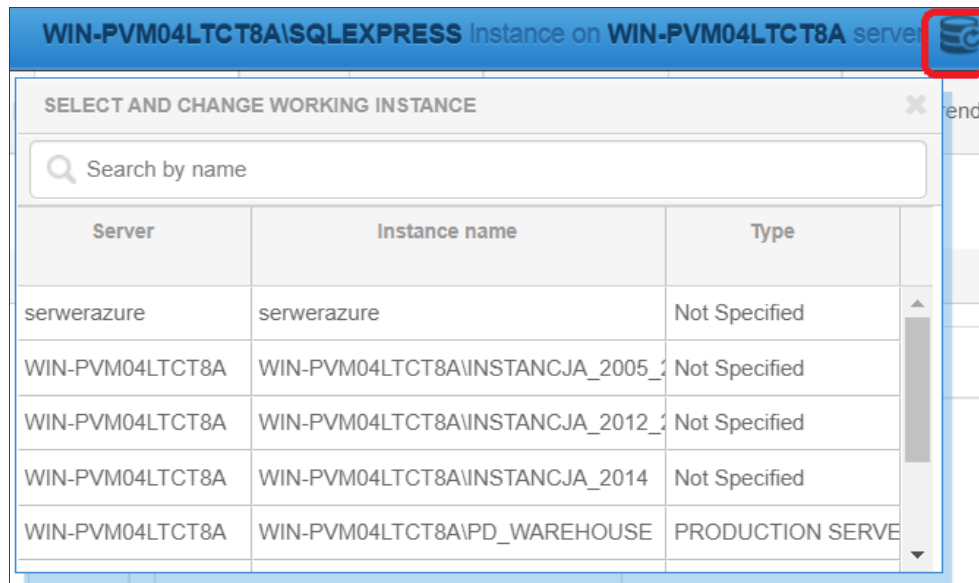 WIN-PVM04LTCT8A\SQLEXPRESS Instance on WIN-PVM04LTCT8A server
SELECT AND CHANGE WORKING INSTANCE
Search by name
Server Instance name Type
serwerazure serwerazure Not Specified
WIN-PVM04LTCT8A WIN-PVM04LTCT8A\INSTANCJA_2005_ Not Specified
WIN-PVM04LTCT8A WIN-PVM04LTCT8A\INSTANCJA_2012_ Not Specified
WIN-PVM04LTCT8A WIN-PVM04LTCT8A\INSTANCJA_2014 Not Specified
WIN-PVM04LTCT8A WIN-PVM04LTCT8A\PD_WAREHOUSE PRODUCTION SERVE